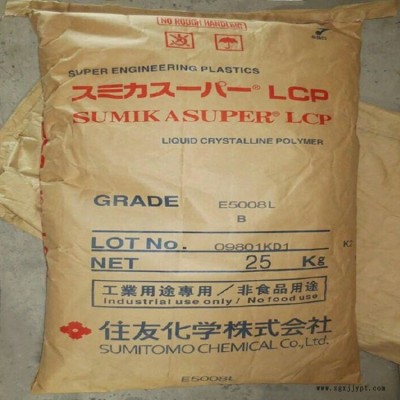 NO ROUGH HANDLING
SUPER ENGINEERING PLASTICS
スミカスーパー® LCP
SUMIKASUPER® LCP
LIQUID CRYSTALLINE POLYMER
GRADE E5008L
B
LOT No. 09801KD1
NET 25 Kg
工業用途専用/非食品用途
Industrial use only / No food use
住友化学株式会社
SUMITOMO CHEMICAL Co., Ltd.
E5008L